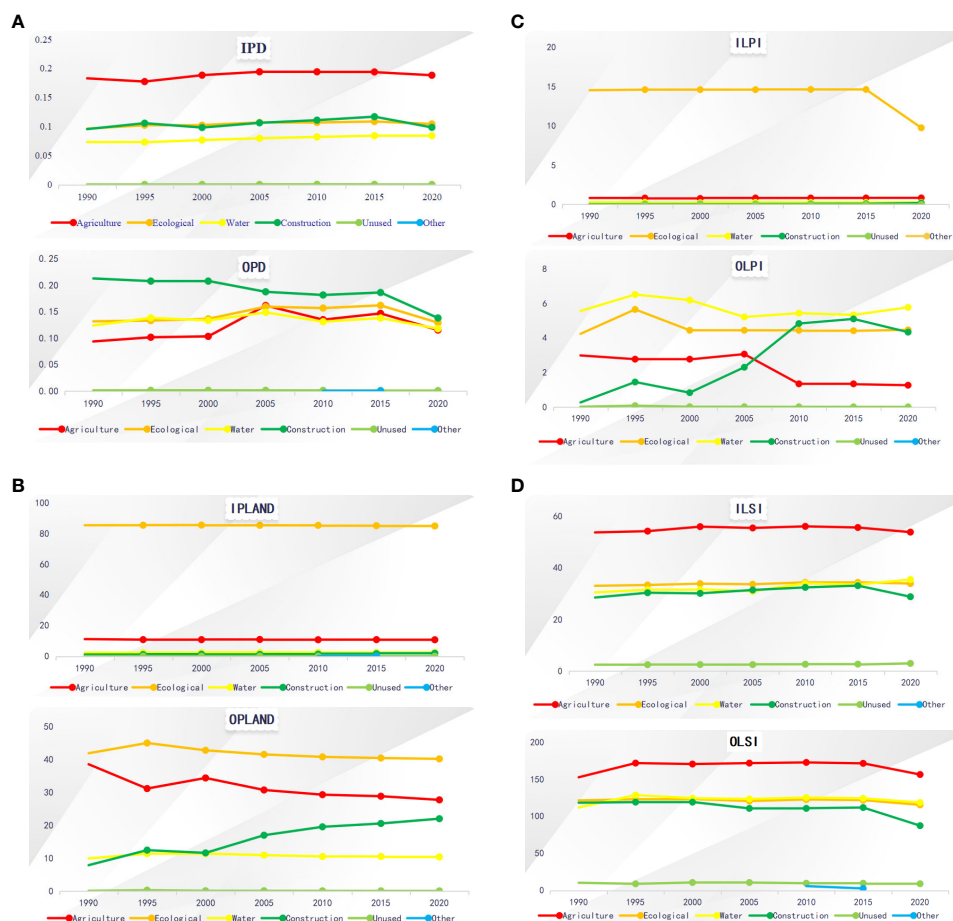 A
IPD
0.25
0.2
0.15
0.1
0.05
0
1990 1995 2000 2005 2010 2015 2020
Agriculture Ecological Water Construction Unused Other
OPD
0.25
0.20
0.15
0.10
0.05
0.00
1990 1995 2000 2005 2010 2015 2020
Agriculture Ecological Water Construction Unused Other
C
ILPI
20
15
10
5
0
1990 1995 2000 2005 2010 2015 2020
Agriculture Ecological Water Construction Unused Other
OLPI
8
6
4
2
0
1990 1995 2000 2005 2010 2015 2020
Agriculture Ecological Water Construction Unused Other
B
IPLAND
100
80
60
40
20
0
1990 1995 2000 2005 2010 2015 2020
Agriculture Ecological Water Construction Unused Other
OPLAND
50
40
30
20
10
0
1990 1995 2000 2005 2010 2015 2020
Agriculture Ecological Water Construction Unused Other
D
ILSI
60
40
20
0
1990 1995 2000 2005 2010 2015 2020
Agriculture Ecological Water Construction Unused Other
OLSI
200
150
100
50
0
1990 1995 2000 2005 2010 2015 2020
Agriculture Ecological Water Construction Unused Other